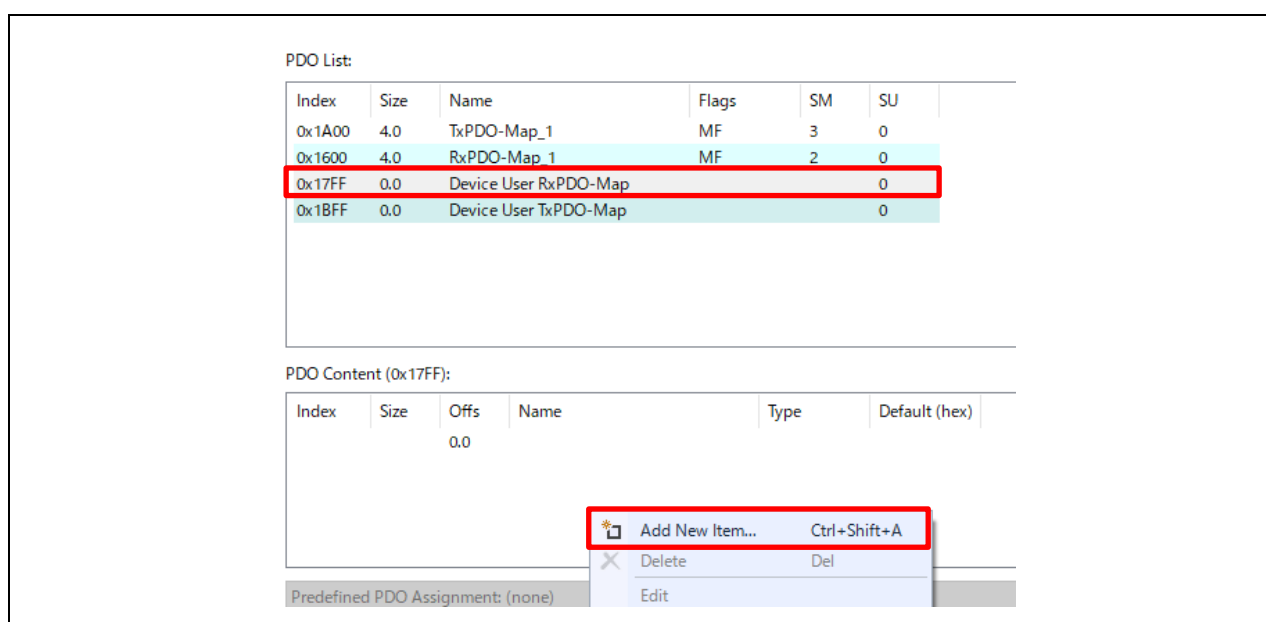 PDO List:
Index Size Name Flags SM SU
0x1A00 4.0 TxPDO-Map_1 MF 3 0
0x1600 4.0 RxPDO-Map_1 MF 2 0
0x17FF 0.0 Device User RxPDO-Map 0
0x1BFF 0.0 Device User TxPDO-Map 0
PDO Content (0x17FF):
Index Size Offs Name Type Default (hex)
0.0
Add New Item... Ctrl+Shift+A
Delete Del
Predefined PDO Assignment: (none) Edit